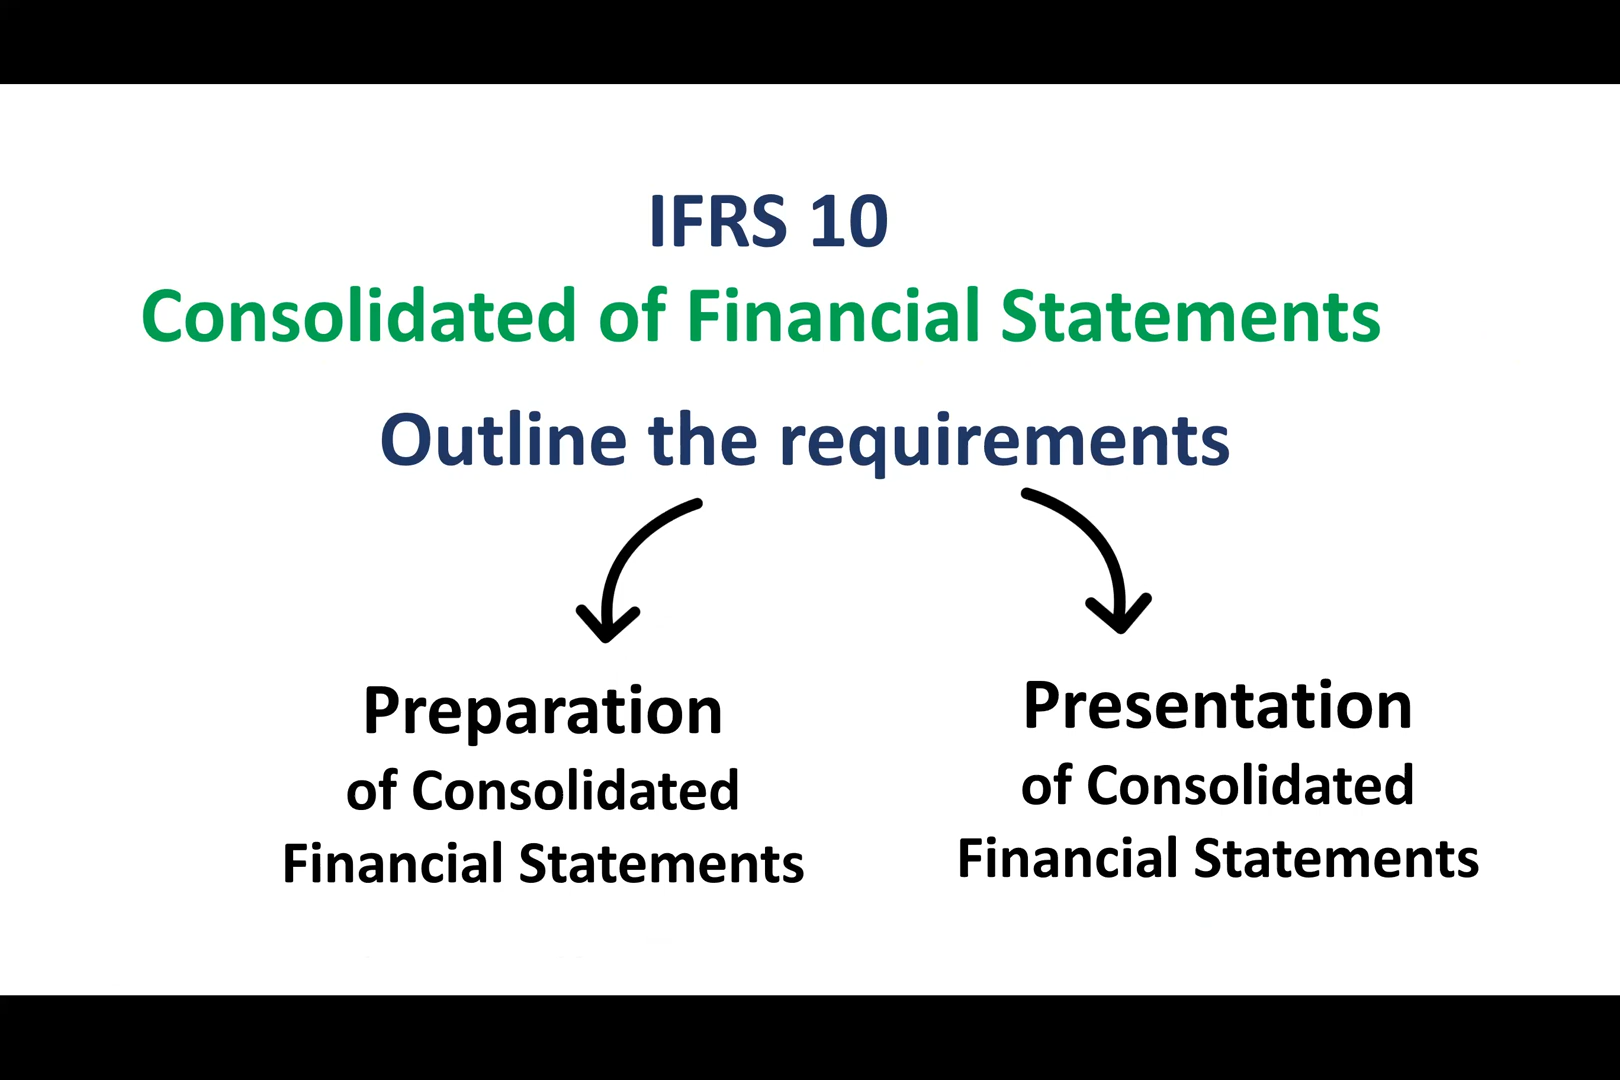 IFRS 10
Consolidated of Financial Statements
Outline the requirements
Preparation
of Consolidated
Financial Statements
Presentation
of Consolidated
Financial Statements